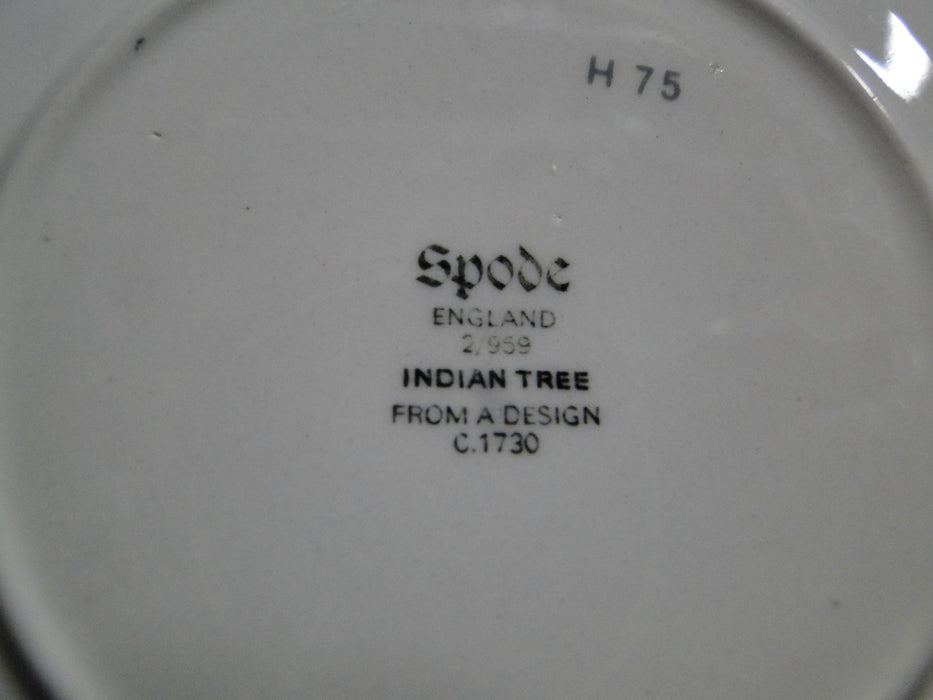 H 75
Spode
ENGLAND
2/959
INDIAN TREE
FROM A DESIGN
C.1730